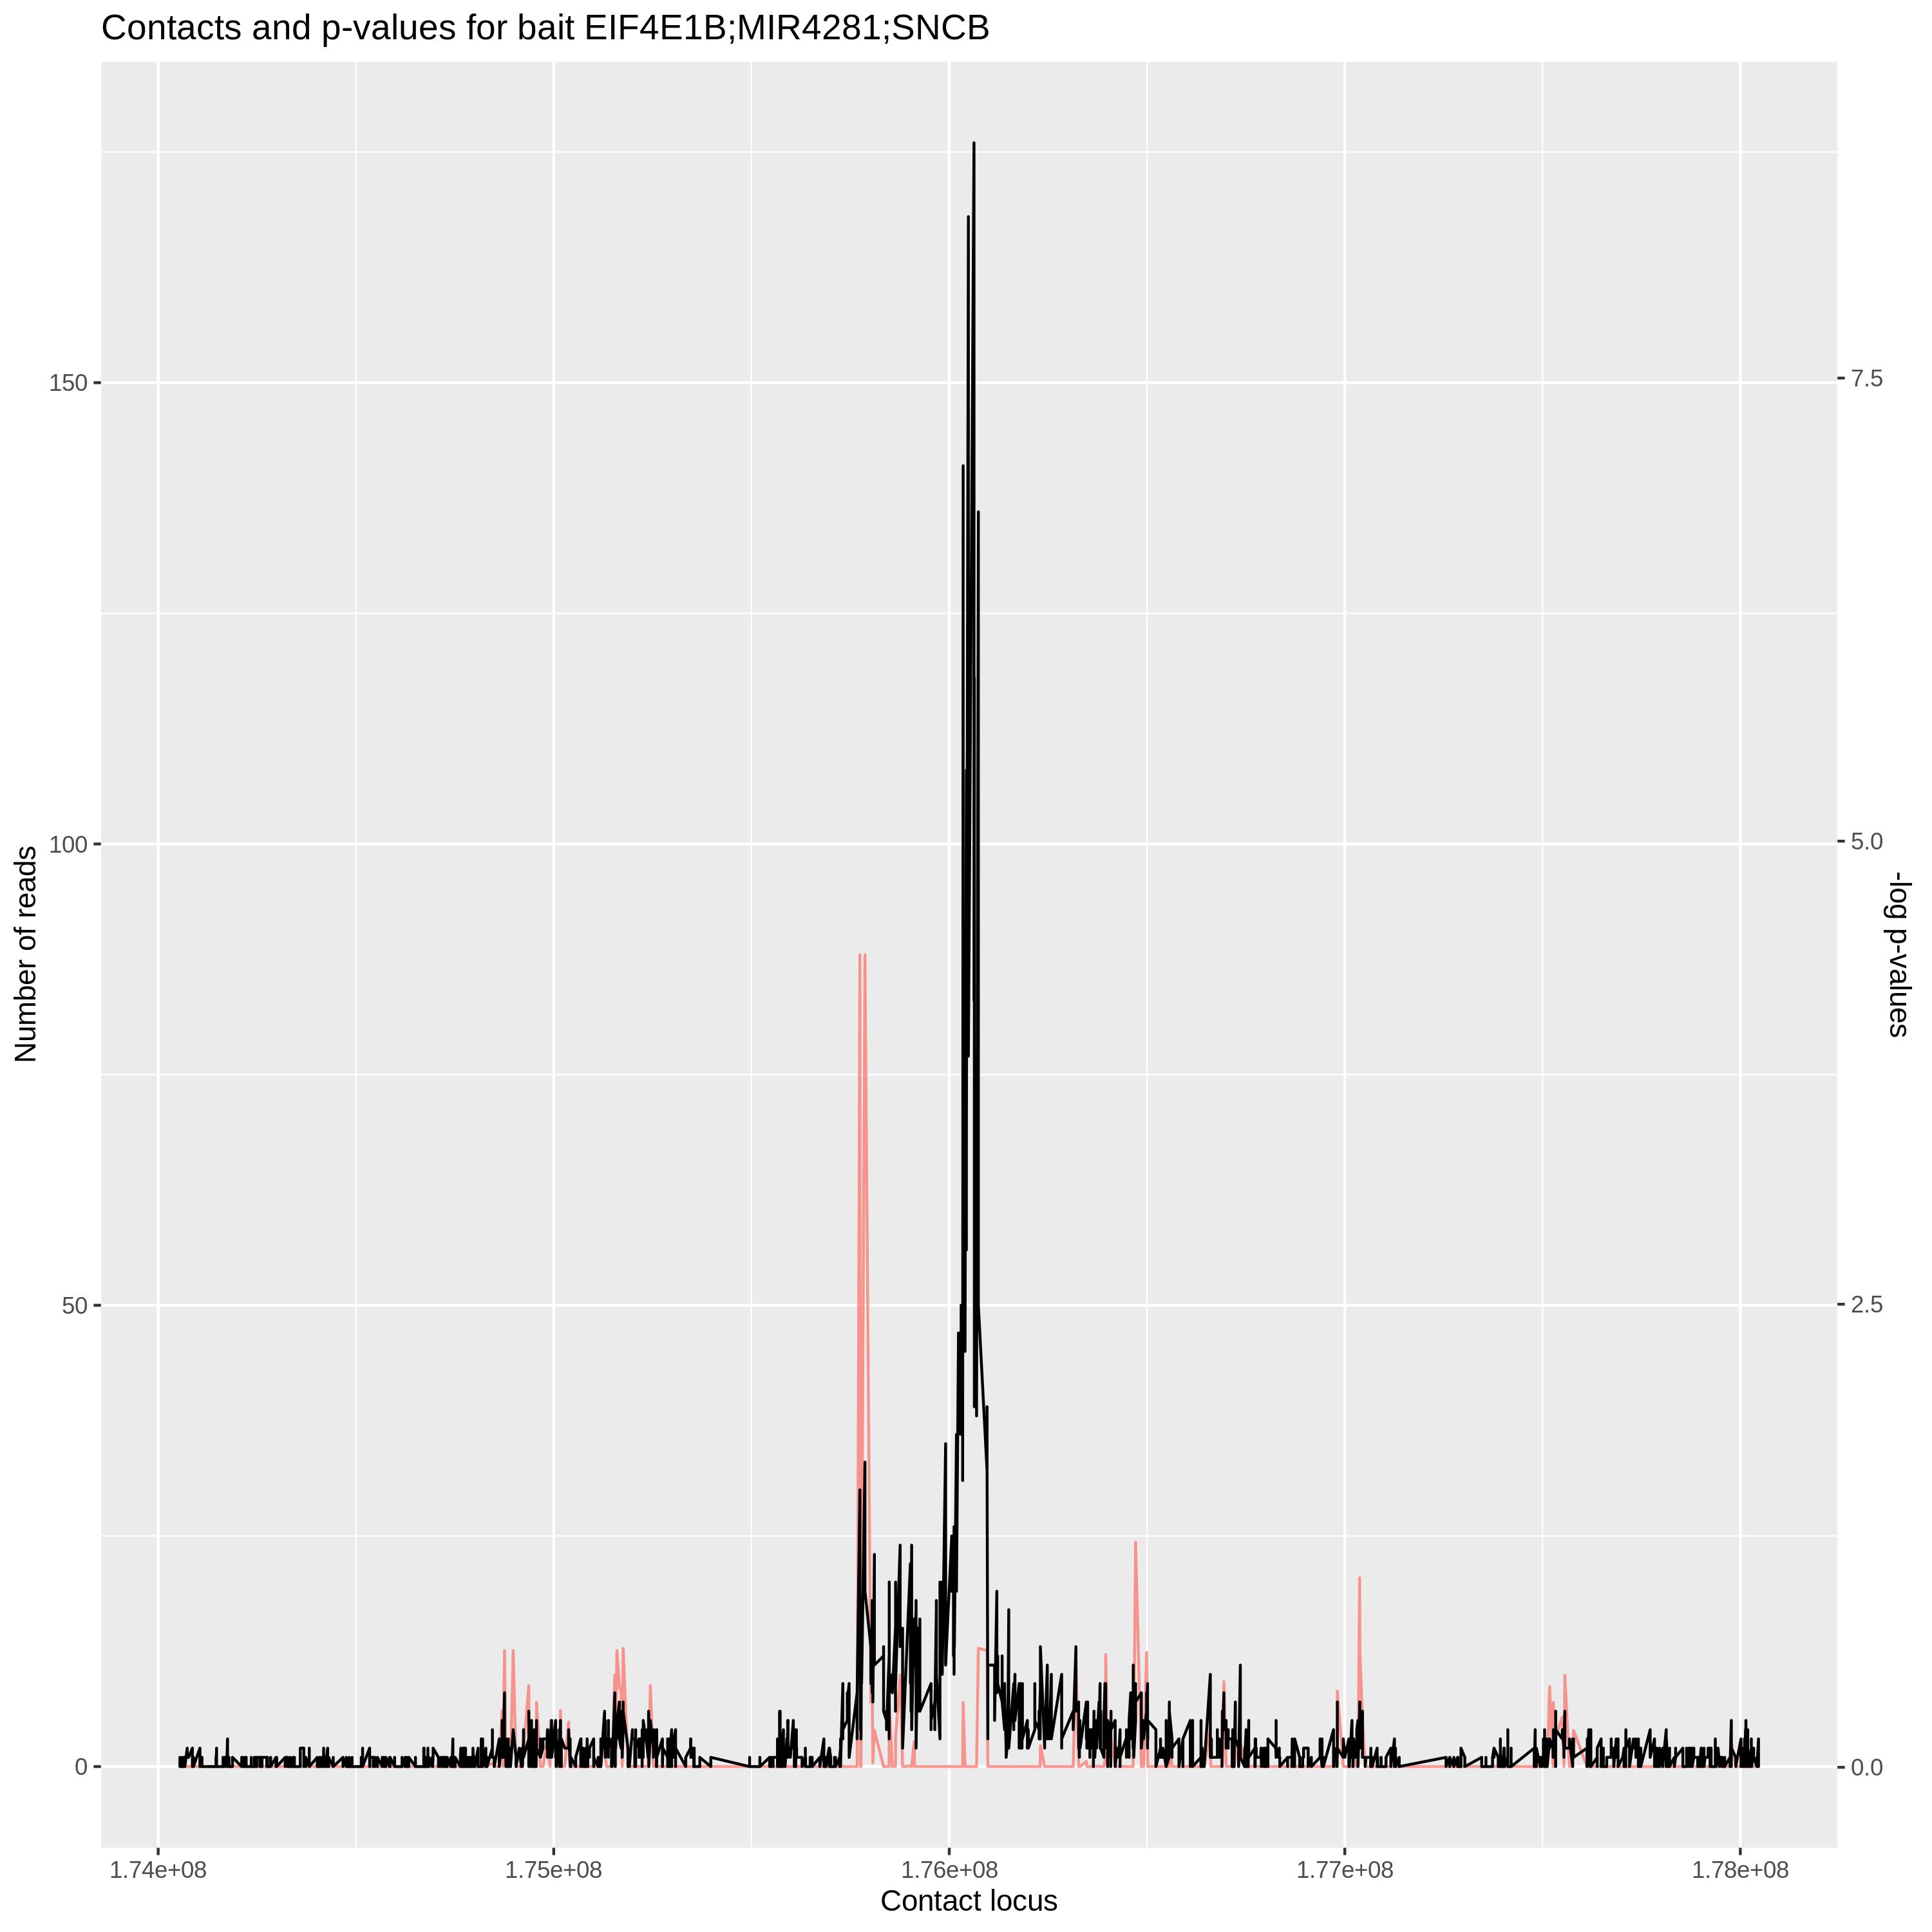 Contacts and p-values for bait EIF4E1B;MIR4281;SNCB
150
100
50
0
Number of reads
7.5
5.0
2.5
0.0
-log p-values
1.74e+08
1.75e+08
1.76e+08
1.77e+08
1.78e+08
Contact locus